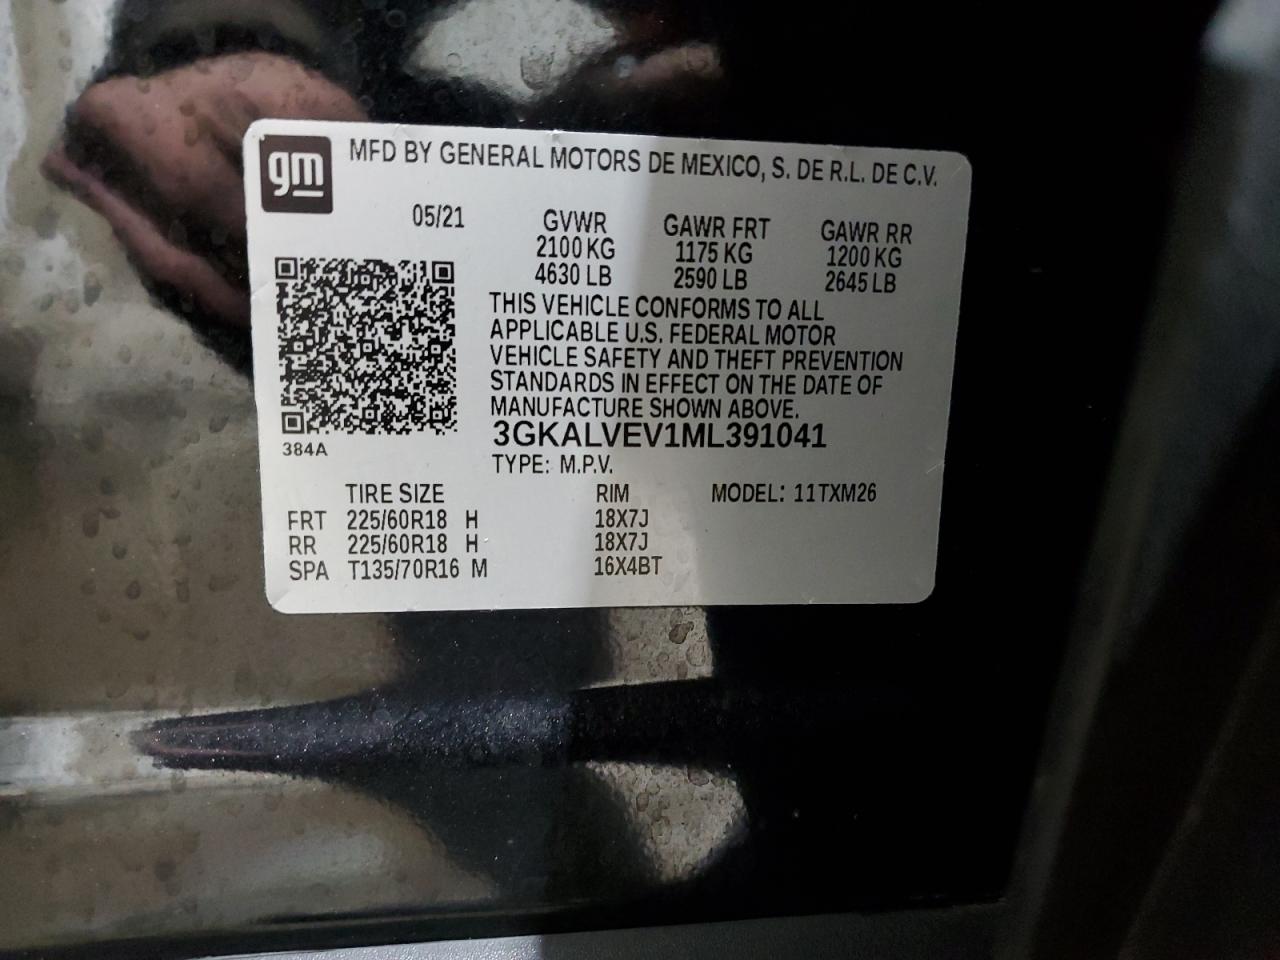 gm
MFD BY GENERAL MOTORS DE MEXICO, S. DE R.L. DE C.V.
05/21 GVWR GAWR FRT GAWR RR
2100 KG 1175 KG 1200 KG
4630 LB 2590 LB 2645 LB
THIS VEHICLE CONFORMS TO ALL
APPLICABLE U.S. FEDERAL MOTOR
VEHICLE SAFETY AND THEFT PREVENTION
STANDARDS IN EFFECT ON THE DATE OF
MANUFACTURE SHOWN ABOVE.
3GKALVEV1ML391041
384A
TYPE: M.P.V.
TIRE SIZE RIM MODEL: 11TXM26
FRT 225/60R18 H 18X7J
RR 225/60R18 H 18X7J
SPA T135/70R16 M 16X4BT